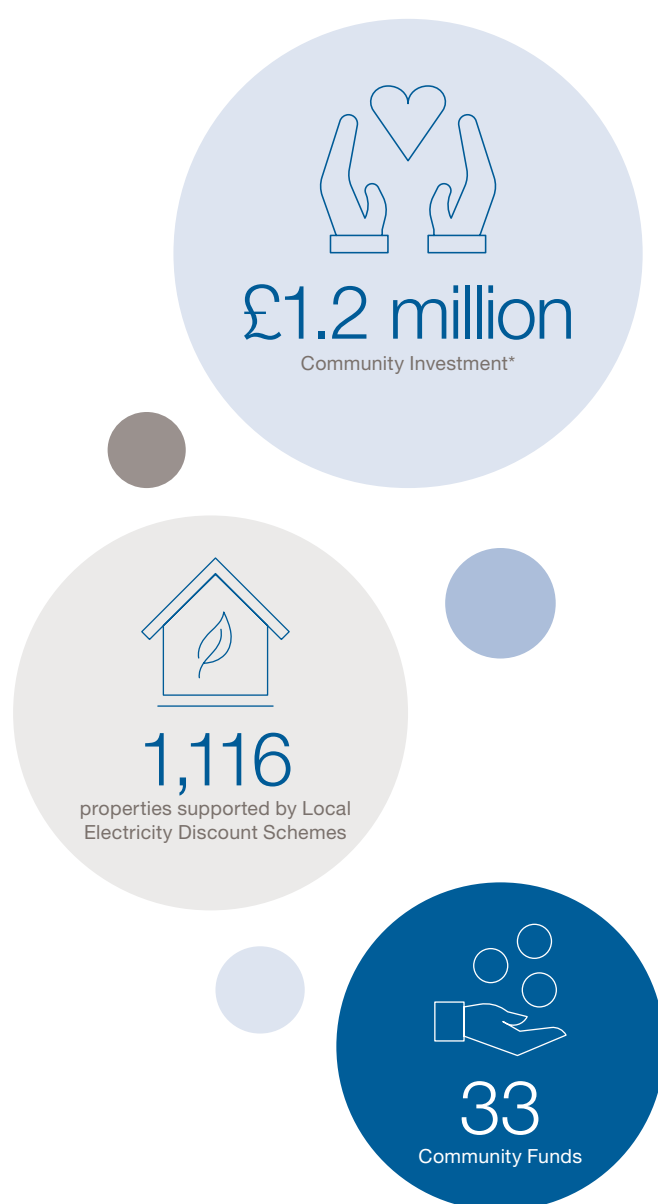 £1.2 million
Community Investment*
1,116
properties supported by Local
Electricity Discount Schemes
33
Community Funds